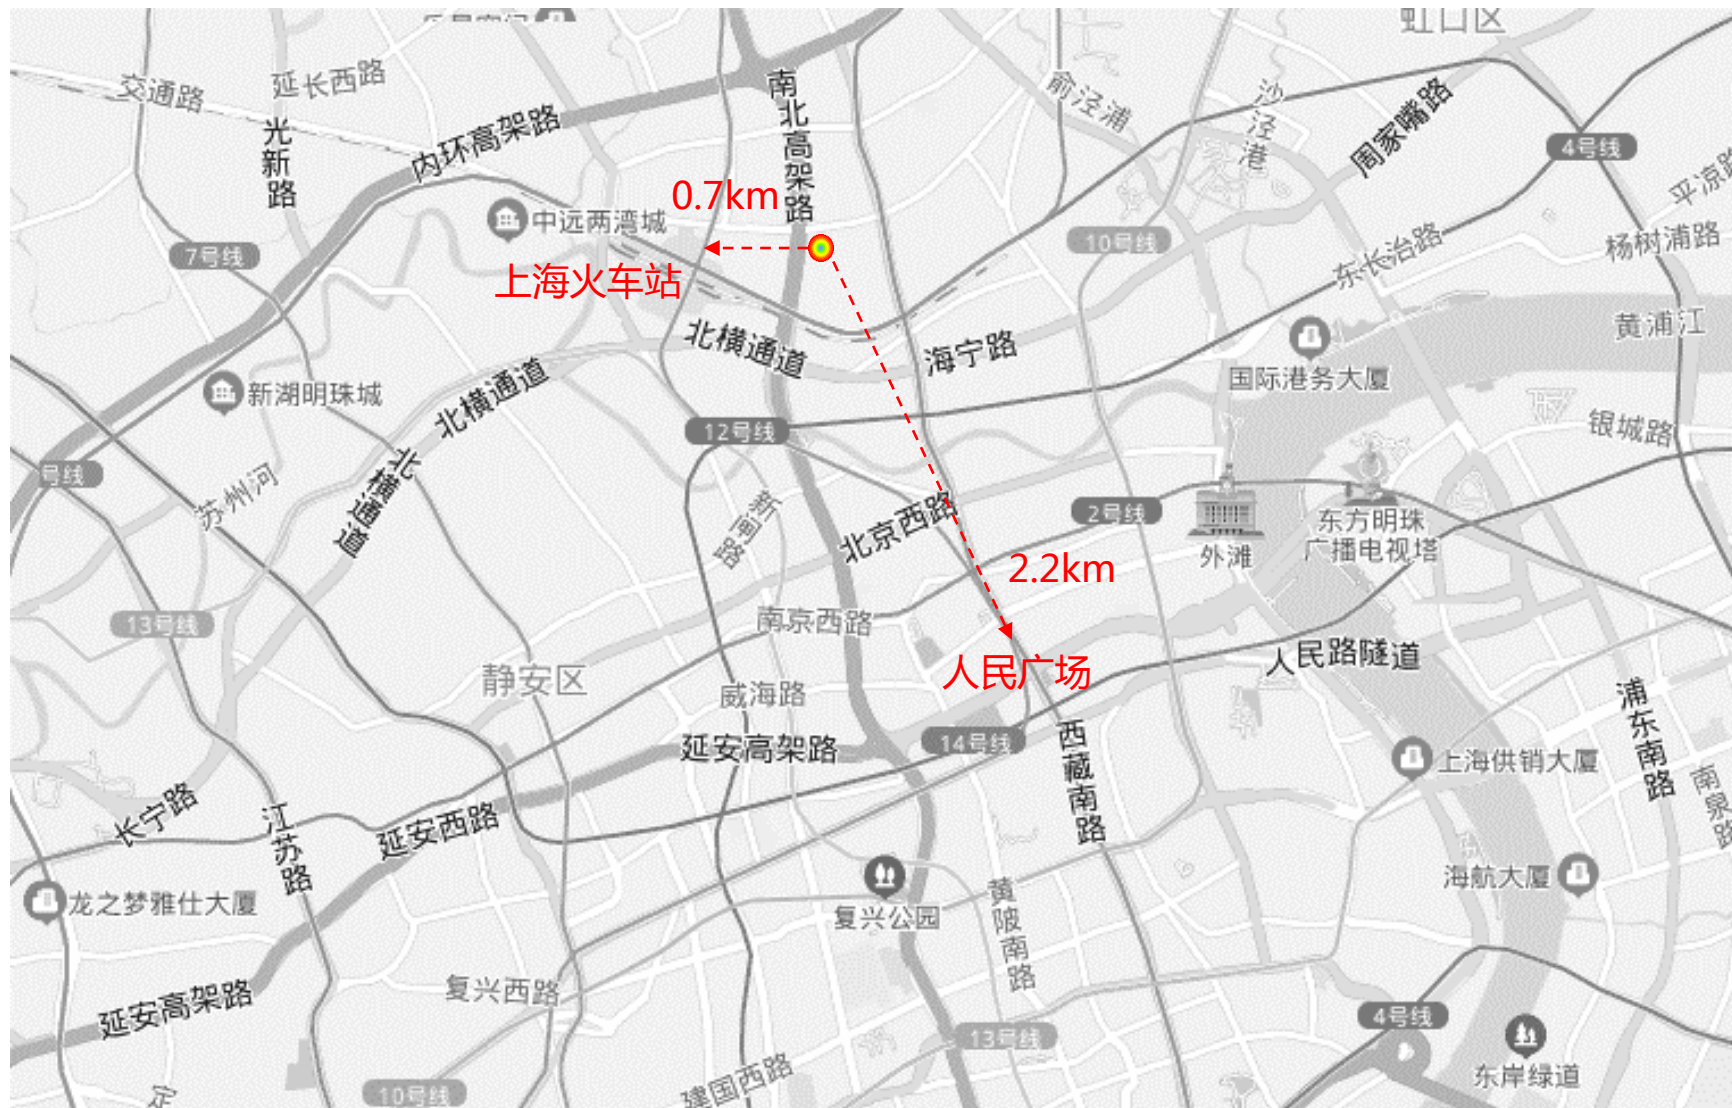 虹口区
延长西路
交通路
光新路
内环高架路
南北高架路
俞泾浦
沙泾港
周家嘴路
4号线
平凉路
0.7km
中远两湾城
7号线
10号线
东长治路
杨树浦路
上海火车站
黄浦江
北横通道
海宁路
国际港务大厦
新湖明珠城
北横通道
12号线
银城路
北横通道
号线
苏州河
新闸路
北京西路
2号线
外滩
东方明珠
广播电视塔
2.2km
13号线
南京西路
静安区
人民广场
人民路隧道
威海路
浦东南路
延安高架路
14号线
西藏南路
上海供销大厦
南泉路
长宁路
江苏路
延安西路
龙之梦雅仕大厦
复兴公园
黄陂南路
海航大厦
复兴西路
延安高架路
4号线
13号线
东岸绿道
10号线
建国西路
定